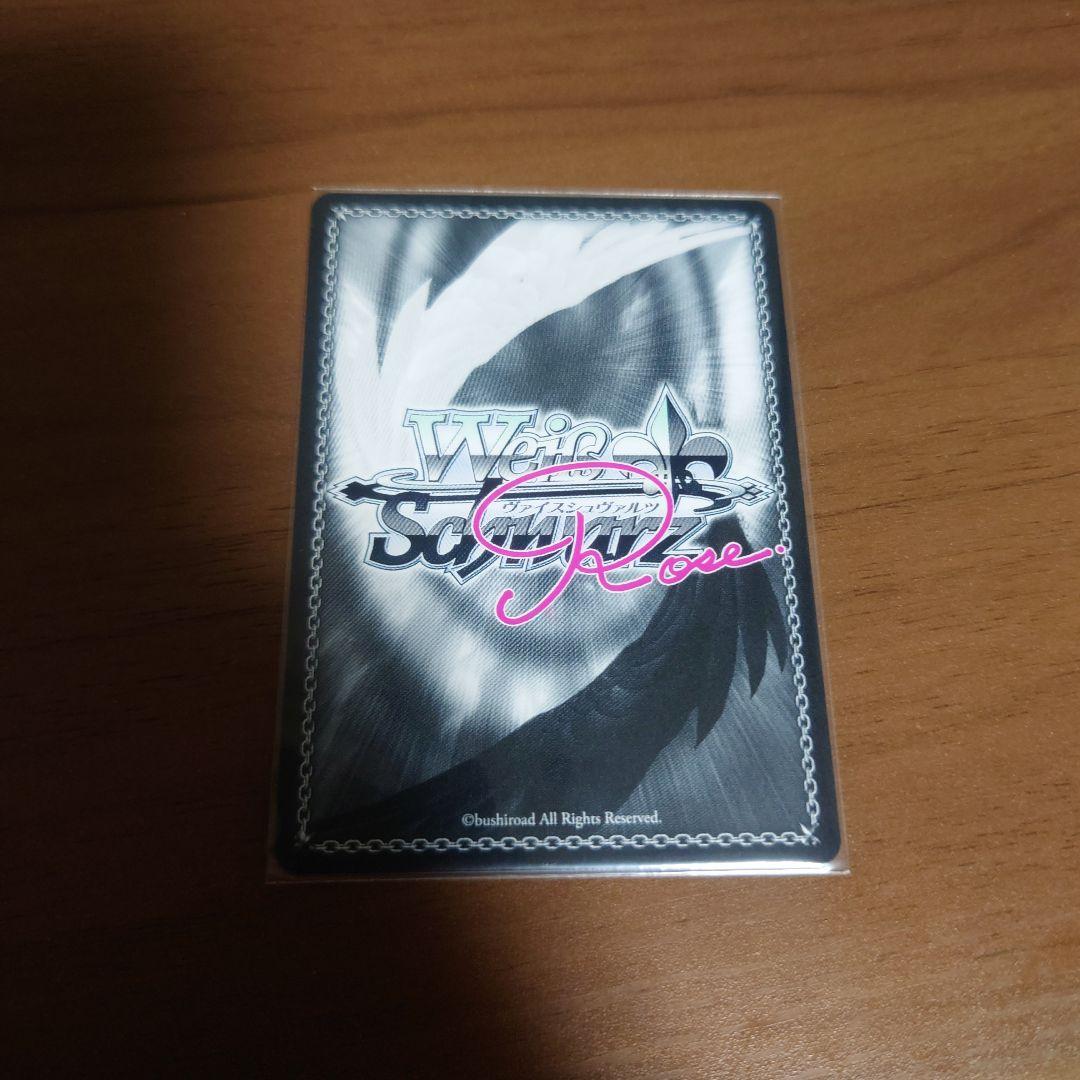 Weiß
ヴァイスシュヴァルツ
Schwarz
Rose.
©bushiroad All Rights Reserved.